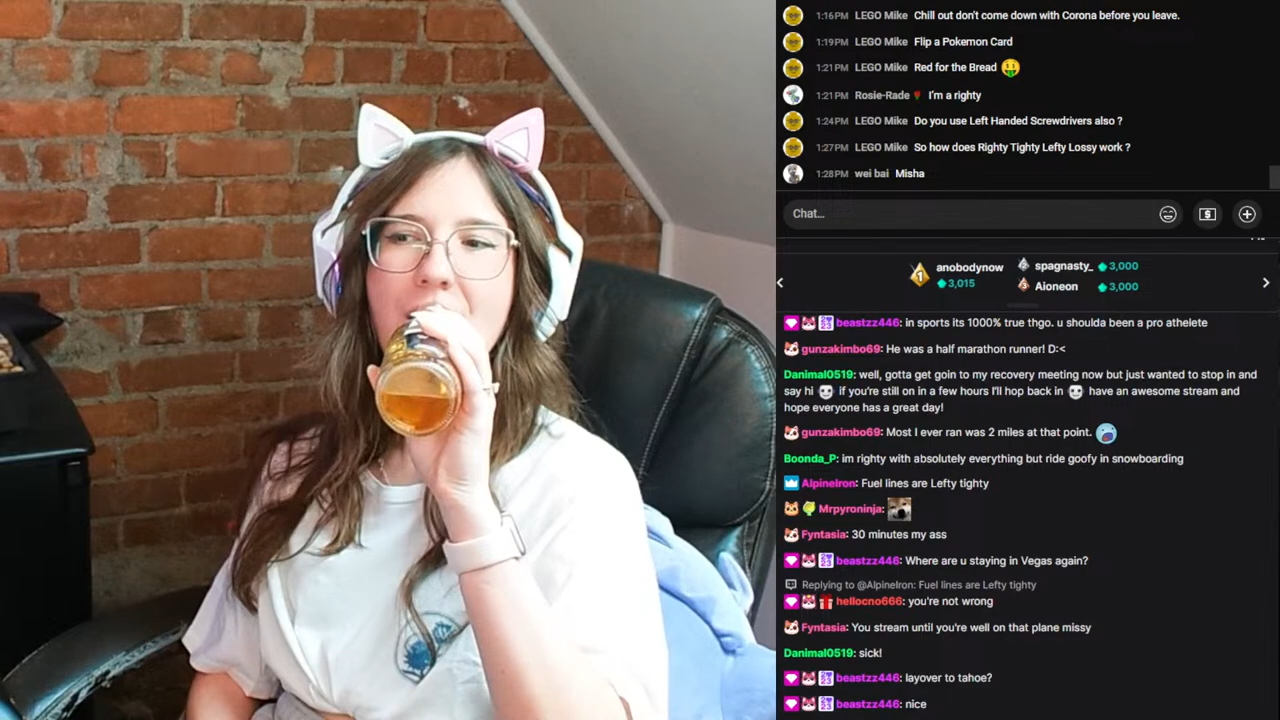 1:16PM LEGO Mike Chill out don't come down with Corona before you leave.
1:19PM LEGO Mike Flip a Pokemon Card
1:21PM LEGO Mike Red for the Bread
1:21PM Rosie-Rade I'm a righty
1:24PM LEGO Mike Do you use Left Handed Screwdrivers also ?
1:27PM LEGO Mike So how does Righty Tighty Lefty Lossy work ?
1:28PM wei bai Misha
Chat...
1 anobodynow 3,015
2 spagnasty_ 3,000
3 Aioneon 3,000
beastzz446: in sports its 1000% true thgo. u shoulda been a pro athelete
gunzakimbo69: He was a half marathon runner! D:<
Danimal0519: well, gotta get goin to my recovery meeting now but just wanted to stop in and
say hi if you're still on in a few hours I'll hop back in have an awesome stream and
hope everyone has a great day!
gunzakimbo69: Most I ever ran was 2 miles at that point.
Boonda_P: im righty with absolutely everything but ride goofy in snowboarding
AlpineIron: Fuel lines are Lefty tighty
Mrpyroninja:
Fyntasia: 30 minutes my ass
beastzz446: Where are u staying in Vegas again?
Replying to @AlpineIron: Fuel lines are Lefty tighty
hellocno666: you're not wrong
Fyntasia: You stream until you're well on that plane missy
Danimal0519: sick!
beastzz446: layover to tahoe?
beastzz446: nice